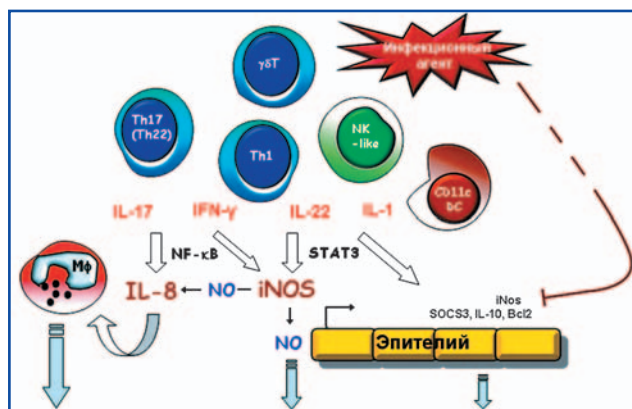 Инфекционный
агент
γδT
Th17
(Th22)
Th1
NK
-like
CD11c
DC
IL-17 IFN-γ IL-22 IL-1
NF-κB STAT3
Мф
IL-8 NO iNOS
iNos
SOCS3, IL-10, Bcl2
NO Эпителий